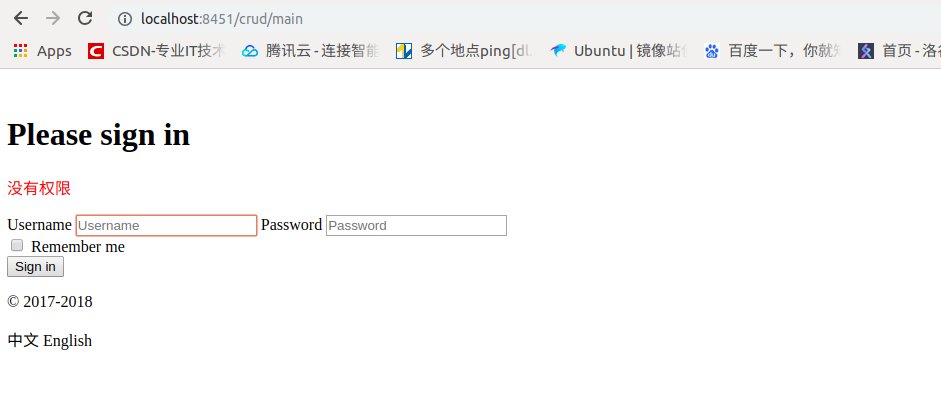 localhost:8451/crud/main
Apps CSDN-专业IT技术 腾讯云 - 连接智能 多个地点ping[d Ubuntu | 镜像站 百度一下，你就 首页 - 洛
Please sign in
没有权限
Username Username Password Password
Remember me
Sign in
© 2017-2018
中文 English